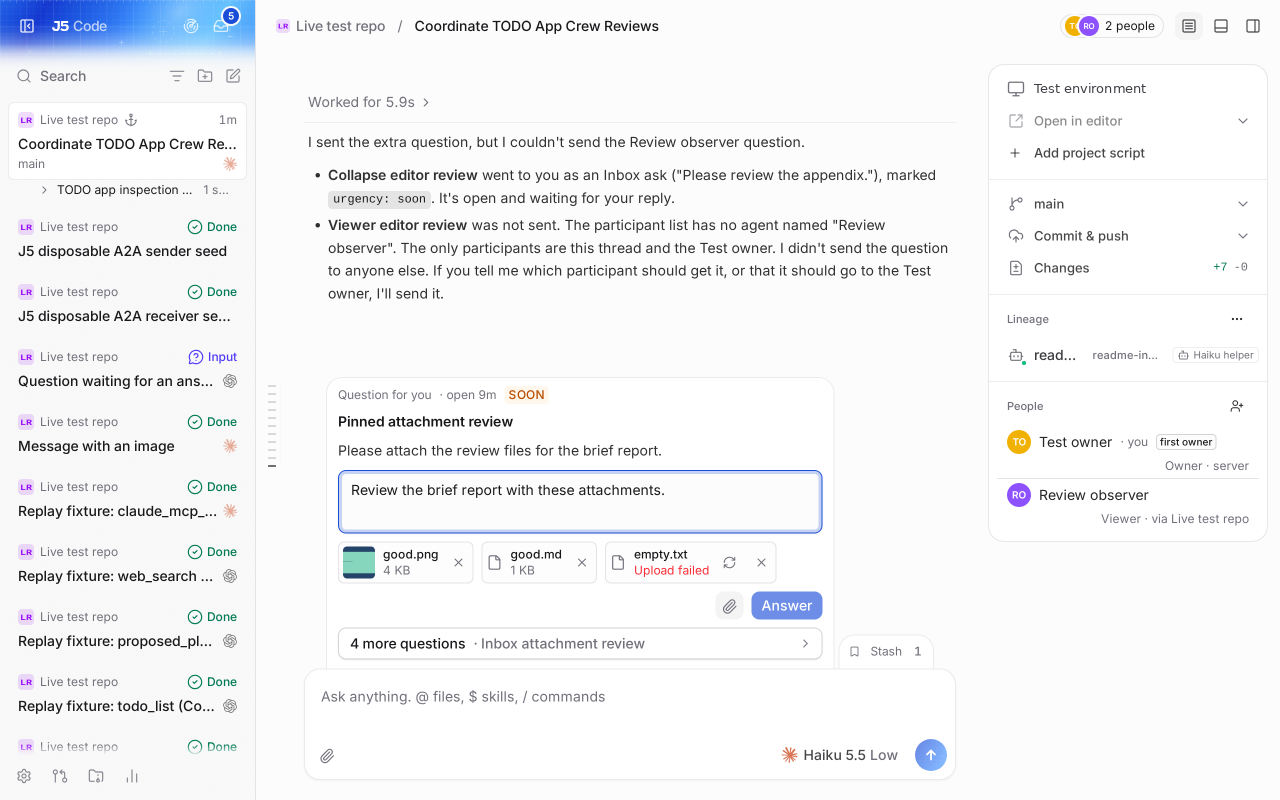 J5 Code
5
Search
LR Live test repo 1m
Coordinate TODO App Crew Re...
main
TODO app inspection ... 1 s...
LR Live test repo Done
J5 disposable A2A sender seed
LR Live test repo Done
J5 disposable A2A receiver se...
LR Live test repo Input
Question waiting for an ans...
LR Live test repo Done
Message with an image
LR Live test repo Done
Replay fixture: claude_mcp_...
LR Live test repo Done
Replay fixture: web_search ...
LR Live test repo Done
Replay fixture: proposed_pl...
LR Live test repo Done
Replay fixture: todo_list (Co...
LR Live test repo Done
LR Live test repo / Coordinate TODO App Crew Reviews
RO 2 people
Worked for 5.9s
I sent the extra question, but I couldn't send the Review observer question.
• Collapse editor review went to you as an Inbox ask ("Please review the appendix."), marked
urgency: soon. It's open and waiting for your reply.
• Viewer editor review was not sent. The participant list has no agent named "Review
observer". The only participants are this thread and the Test owner. I didn't send the question
to anyone else. If you tell me which participant should get it, or that it should go to the Test
owner, I'll send it.
Question for you · open 9m SOON
Pinned attachment review
Please attach the review files for the brief report.
Review the brief report with these attachments.
good.png
4 KB
good.md
1 KB
empty.txt
Upload failed
Answer
4 more questions · Inbox attachment review
Stash 1
Ask anything. @ files, $ skills, / commands
Haiku 5.5 Low
Test environment
Open in editor
Add project script
main
Commit & push
Changes +7 -0
Lineage
read... readme-in... Haiku helper
People
TO Test owner · you first owner
Owner · server
RO Review observer
Viewer · via Live test repo